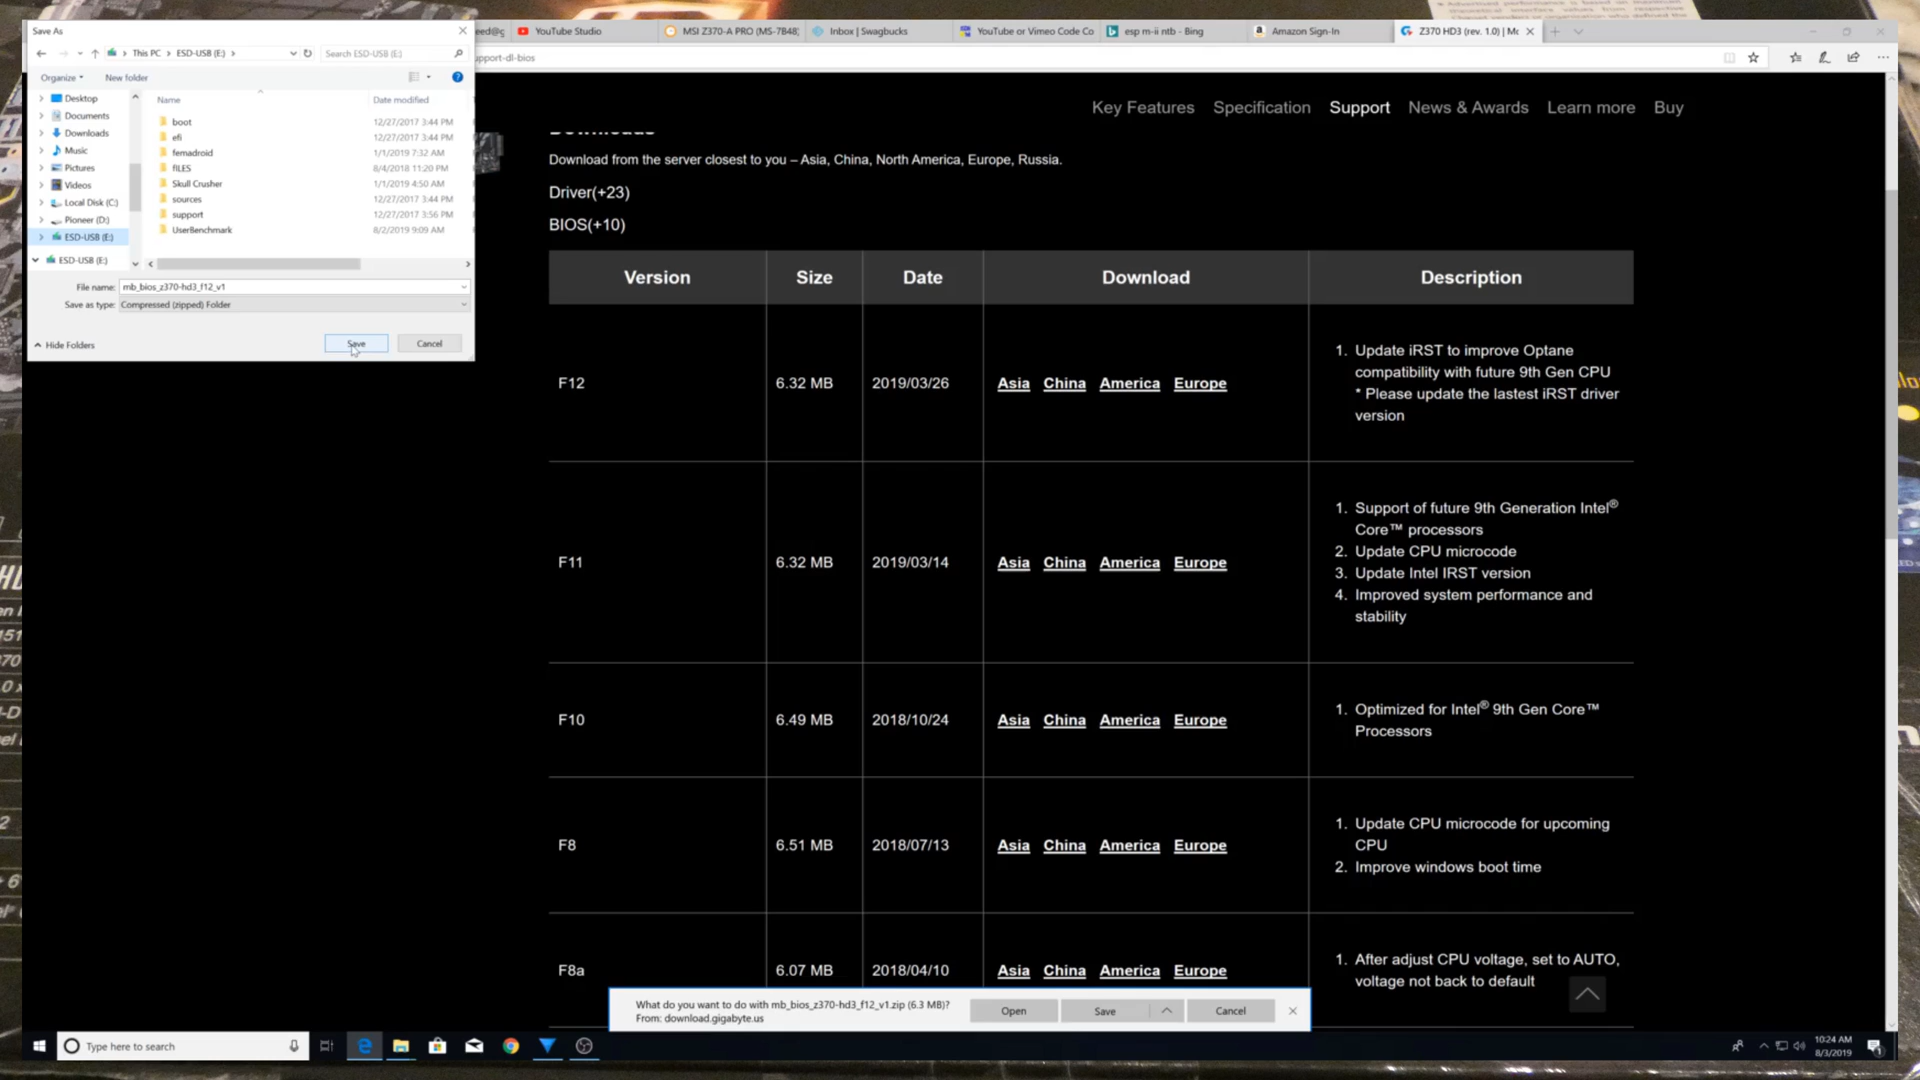 Save As
This PC > ESD-USB (E:) >
Search ESD-USB (E:)
Organize
New folder
Name
Date modified
Desktop
Documents
Downloads
Music
Pictures
Videos
Local Disk (C:)
Pioneer (D:)
ESD-USB (E:)
ESD-USB (E:)
boot 12/27/2017 3:44 PM
efi 12/27/2017 3:44 PM
femadroid 1/1/2019 7:32 AM
fILES 8/4/2018 11:20 PM
Skull Crusher 1/1/2019 4:50 AM
sources 12/27/2017 3:44 PM
support 12/27/2017 3:56 PM
UserBenchmark 8/2/2019 9:09 AM
File name: mb_bios_z370-hd3_f12_v1
Save as type: Compressed (zipped) Folder
Hide Folders
Save
Cancel
eed@g
YouTube Studio
MSI Z370-A PRO (MS-7B48)
Inbox | Swagbucks
YouTube or Vimeo Code Co
esp m-ii ntb - Bing
Amazon Sign-In
Z370 HD3 (rev. 1.0) | Mc
upport-dl-bios
Key Features Specification Support News & Awards Learn more Buy
Downloads
Download from the server closest to you – Asia, China, North America, Europe, Russia.
Driver(+23)
BIOS(+10)
Version Size Date Download Description
F12 6.32 MB 2019/03/26 Asia China America Europe
1. Update iRST to improve Optane
compatibility with future 9th Gen CPU
* Please update the lastest iRST driver
version
F11 6.32 MB 2019/03/14 Asia China America Europe
1. Support of future 9th Generation Intel®
Core™ processors
2. Update CPU microcode
3. Update Intel IRST version
4. Improved system performance and
stability
F10 6.49 MB 2018/10/24 Asia China America Europe
1. Optimized for Intel® 9th Gen Core™
Processors
F8 6.51 MB 2018/07/13 Asia China America Europe
1. Update CPU microcode for upcoming
CPU
2. Improve windows boot time
F8a 6.07 MB 2018/04/10 Asia China America Europe
1. After adjust CPU voltage, set to AUTO,
voltage not back to default
What do you want to do with mb_bios_z370-hd3_f12_v1.zip (6.3 MB)?
From: download.gigabyte.us
Open
Save
Cancel
Type here to search
10:24 AM
8/3/2019